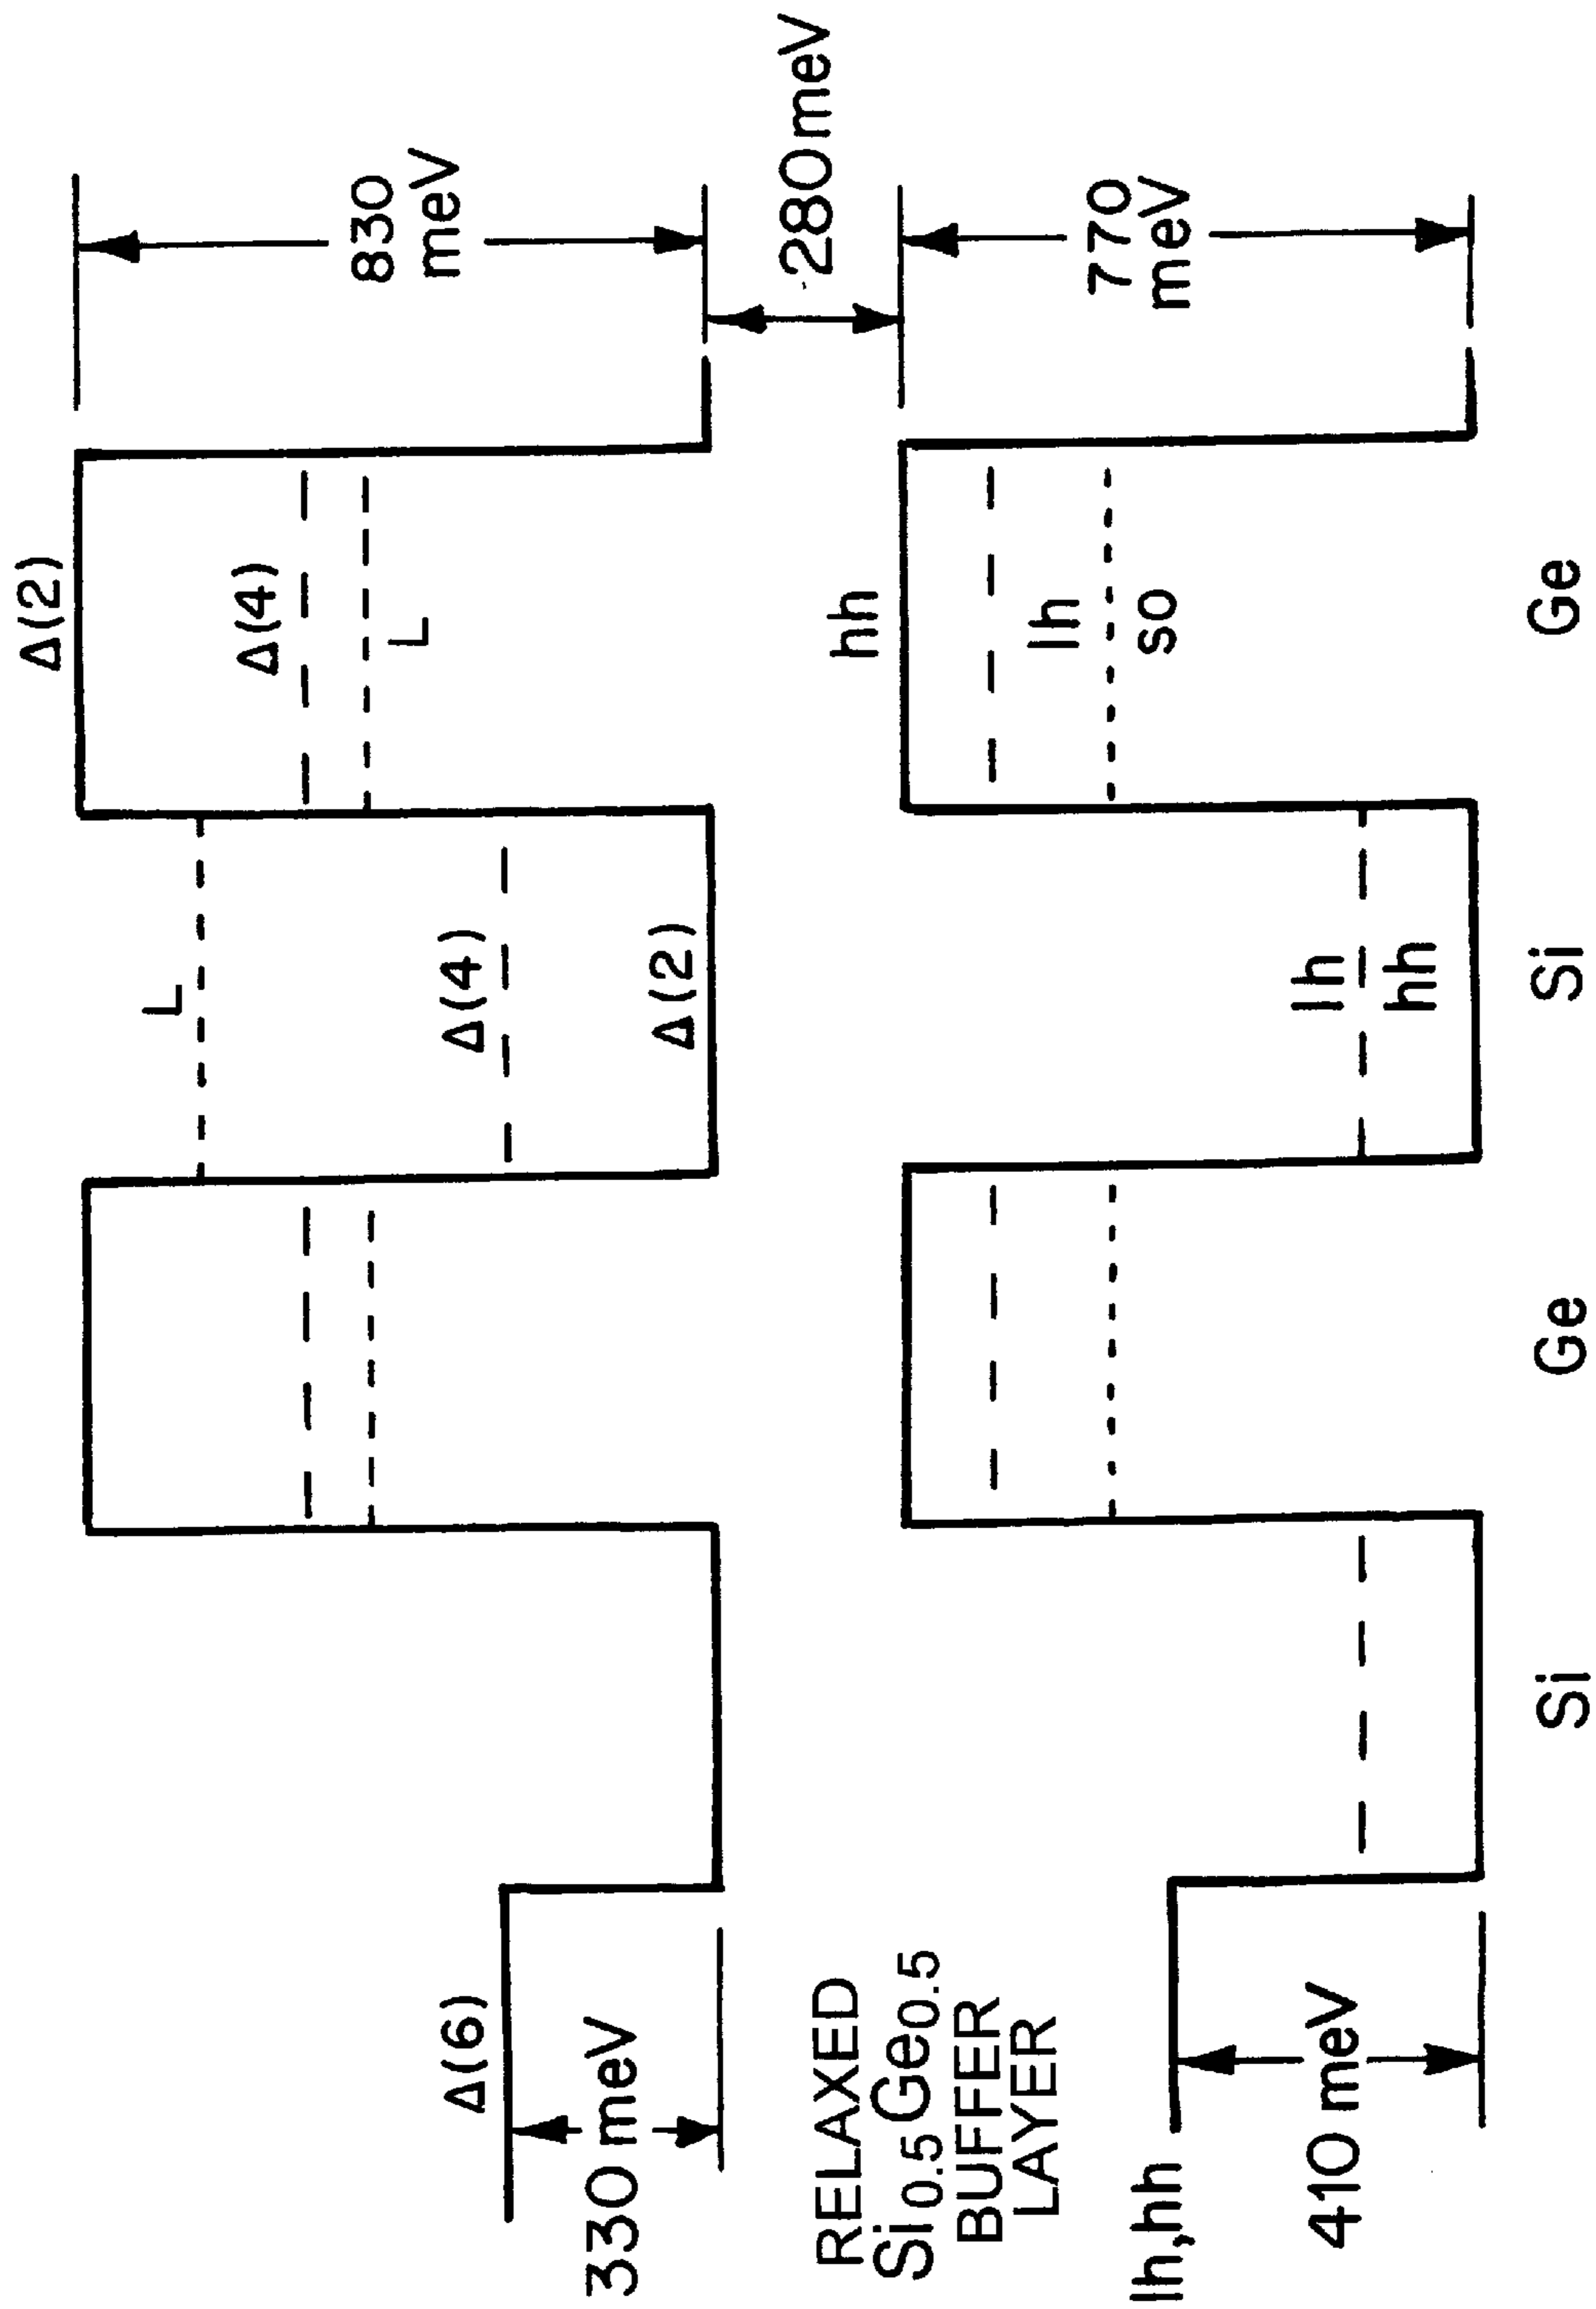 Δ(2)
L
Δ(4)
830
meV
L
Δ(6)
Δ(4)
330 meV
Δ(2)
280meV
RELAXED
Si0.5Ge0.5
BUFFER
LAYER
hh
lh
770
meV
lh,hh
so
lh
410 meV
hh
Si Ge Si Ge